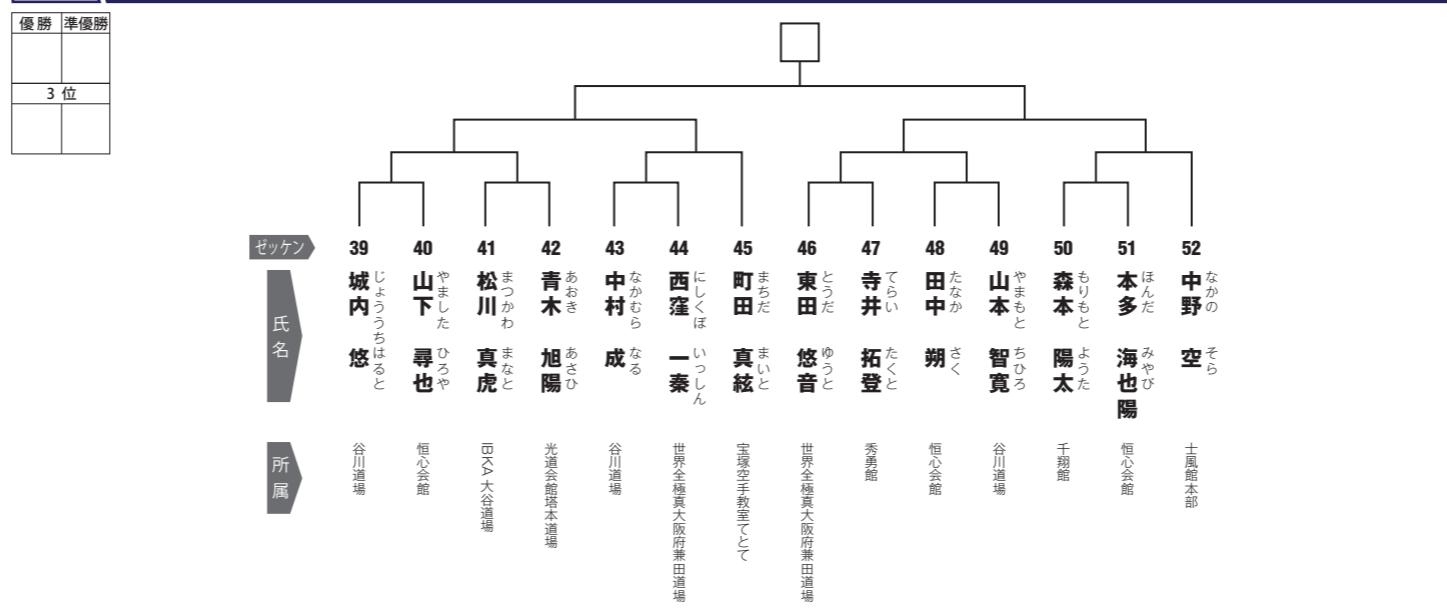 優勝 準優勝
3 位
ゼッケン 39 40 41 42 43 44 45 46 47 48 49 50 51 52
氏名
城内 悠 じょううち はると
山下 尋也 やました ひろや
松川 真虎 まつかわ まなと
青木 旭陽 あおき あさひ
中村 成 なかむら なる
西窪 一秦 にしくぼ いっしん
町田 真絃 まちだ まいと
東田 悠音 とうだ ゆうと
寺井 拓登 てらい たくと
田中 朔 たなか さく
山本 智寛 やまもと ちひろ
森本 陽太 もりもと ようた
本多 海也陽 ほんだ みやび
中野 空 なかの そら
所属
谷川道場
恒心会館
IBKA 大谷道場
光道会館塔本道場
谷川道場
世界全極真大阪府兼田道場
宝塚空手教室てとて
世界全極真大阪府兼田道場
秀勇館
恒心会館
谷川道場
千翔館
恒心会館
士風館本部